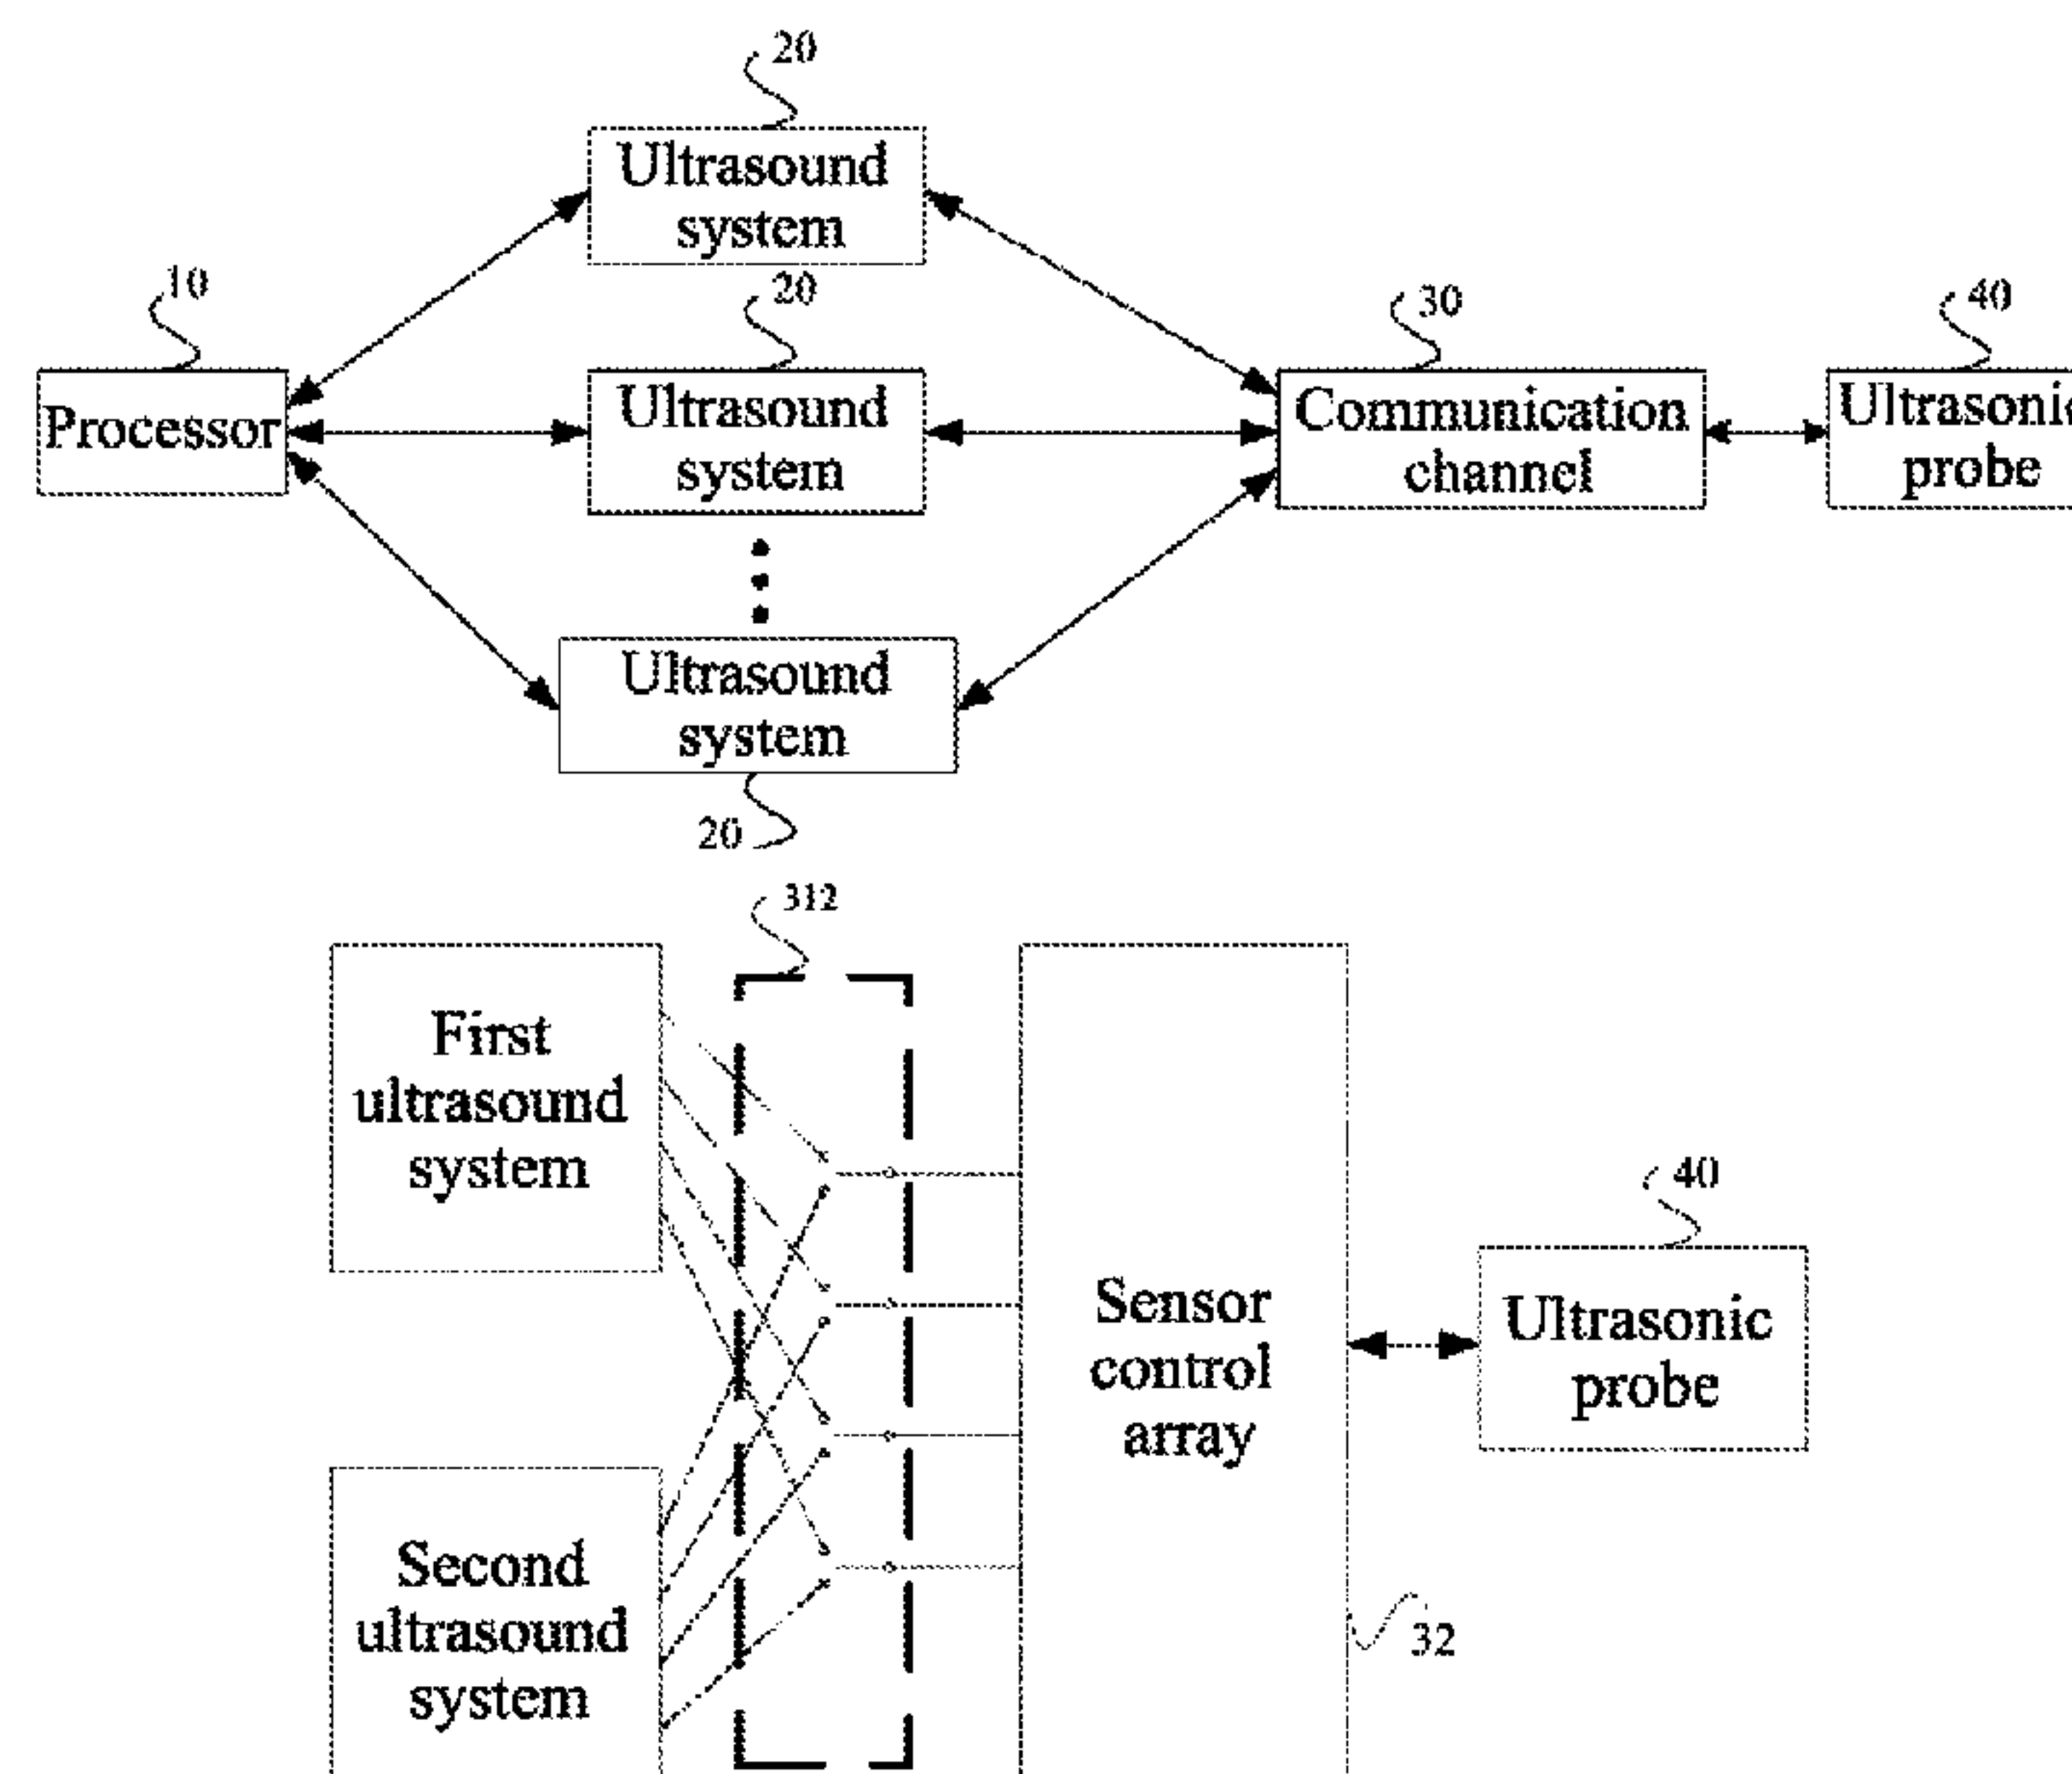 20
Ultrasound
system
10
20
30
40
Processor
Ultrasound
system
Communication
channel
Ultrasonic
probe
Ultrasound
system
20
312
First
ultrasound
system
40
Sensor
control
array
Ultrasonic
probe
Second
ultrasound
system
32